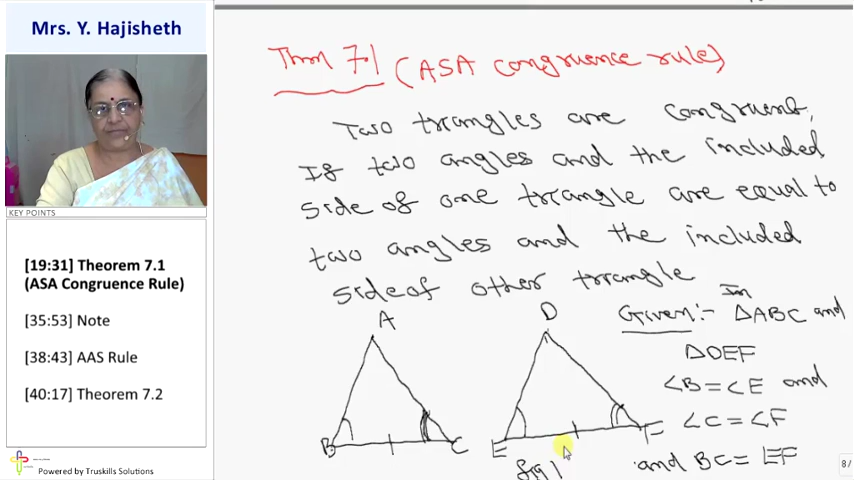 Mrs. Y. Hajisheth
KEY POINTS
[19:31] Theorem 7.1
(ASA Congruence Rule)
[35:53] Note
[38:43] AAS Rule
[40:17] Theorem 7.2
Powered by Truskills Solutions
Thm 7.1 (ASA congruence rule)
Two triangles are congruent,
If two angles and the included
side of one triangle are equal to
two angles and the included
side of other triangle
Given:- In ΔABC and
ΔDEF
∠B = ∠E and
∠C = ∠F
and BC = EF
A
B
C
D
E
F
fig 1
8/